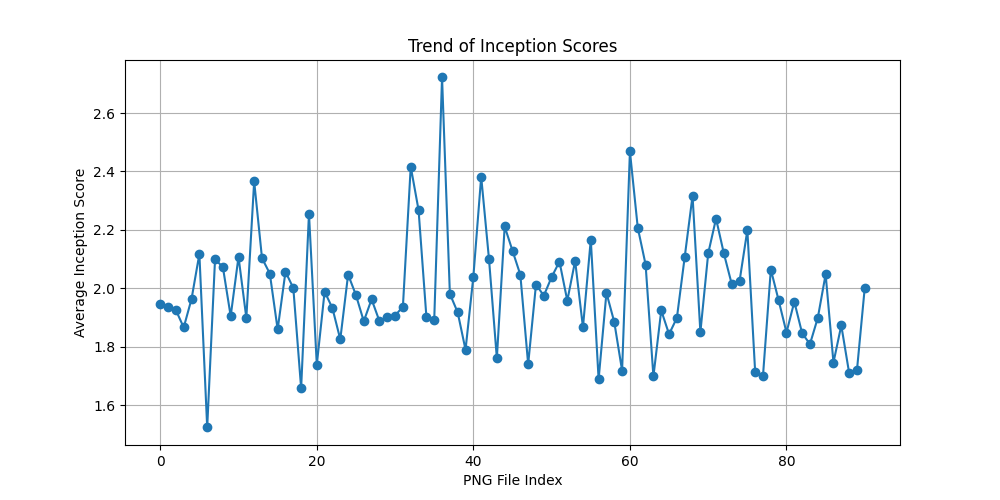 Trend of Inception Scores
Average Inception Score
2.6
2.4
2.2
2.0
1.8
1.6
0 20 40 60 80
PNG File Index